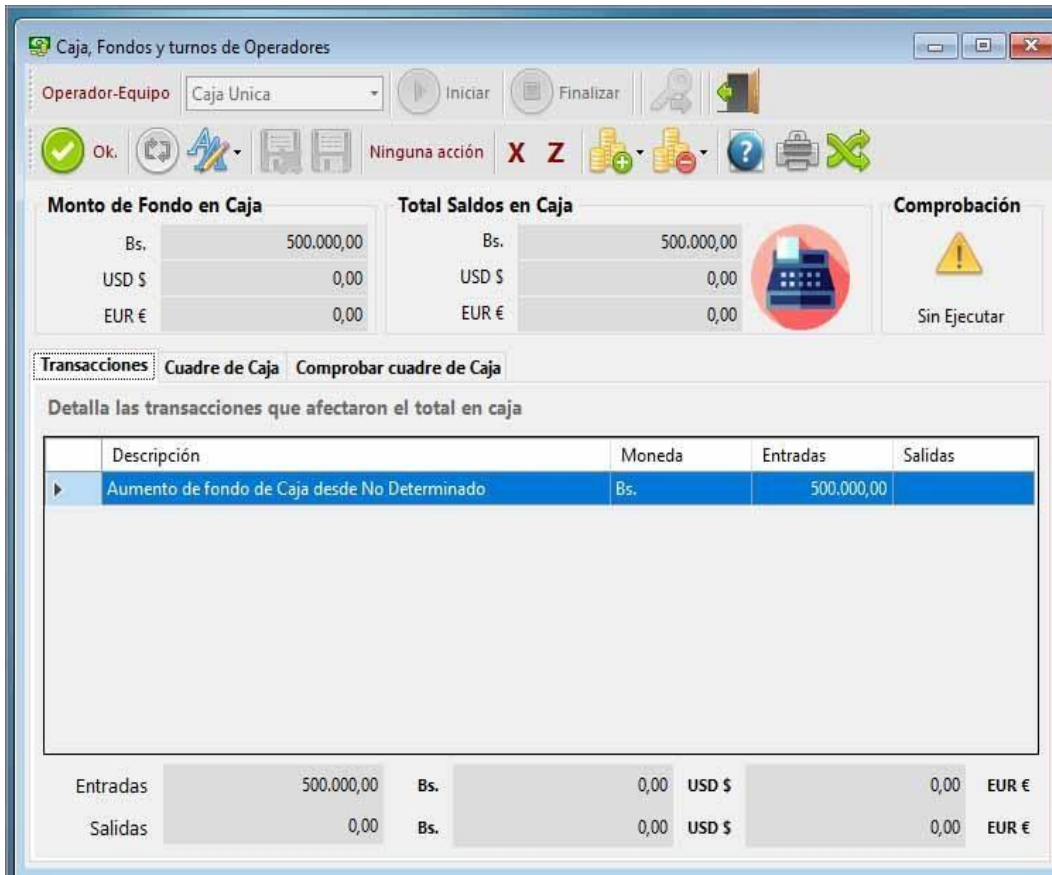 Caja, Fondos y turnos de Operadores
Operador-Equipo Caja Unica Iniciar Finalizar
Ok. Ninguna acción X Z
Monto de Fondo en Caja Total Saldos en Caja Comprobación
Bs. 500.000,00 Bs. 500.000,00
USD $ 0,00 USD $ 0,00
EUR € 0,00 EUR € 0,00 Sin Ejecutar
Transacciones Cuadre de Caja Comprobar cuadre de Caja
Detalla las transacciones que afectaron el total en caja
Descripción Moneda Entradas Salidas
Aumento de fondo de Caja desde No Determinado Bs. 500.000,00
Entradas 500.000,00 Bs. 0,00 USD $ 0,00 EUR €
Salidas 0,00 Bs. 0,00 USD $ 0,00 EUR €